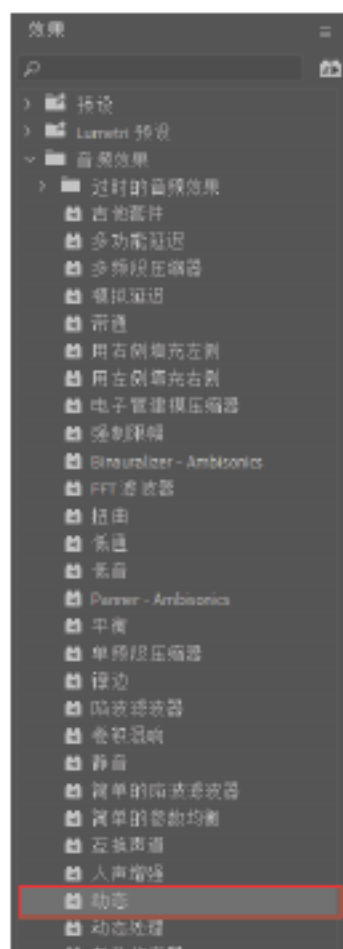 效果
预设
Lumetri 预设
音频效果
过时的音频效果
吉他套件
多功能延迟
多频段压缩器
模拟延迟
带通
用右侧填充左侧
用左侧填充右侧
电子管建模压缩器
强制限幅
Binauralizer - Ambisonics
FFT 滤波器
扭曲
低通
低音
Panner - Ambisonics
平衡
单频段压缩器
镶边
陷波滤波器
卷积混响
静音
简单的陷波滤波器
简单的参数均衡
互换声道
人声增强
动态
动态处理